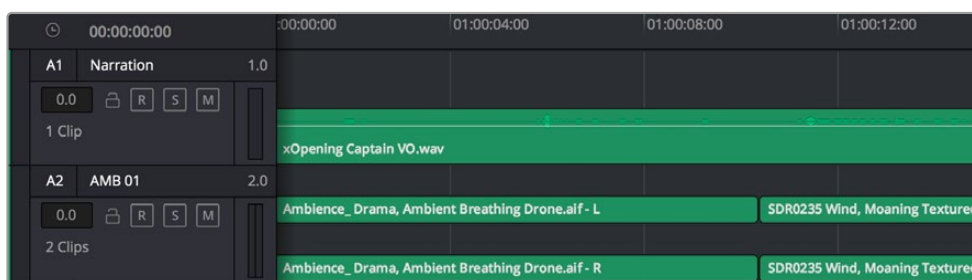 00:00:00:00 :00:00:00 01:00:04:00 01:00:08:00 01:00:12:00
A1 Narration 1.0
0.0 R S M
1 Clip
xOpening Captain VO.wav
A2 AMB 01 2.0
Ambience_ Drama, Ambient Breathing Drone.aif - L SDR0235 Wind, Moaning Texture
0.0 R S M
2 Clips
Ambience_ Drama, Ambient Breathing Drone.aif - R SDR0235 Wind, Moaning Texture